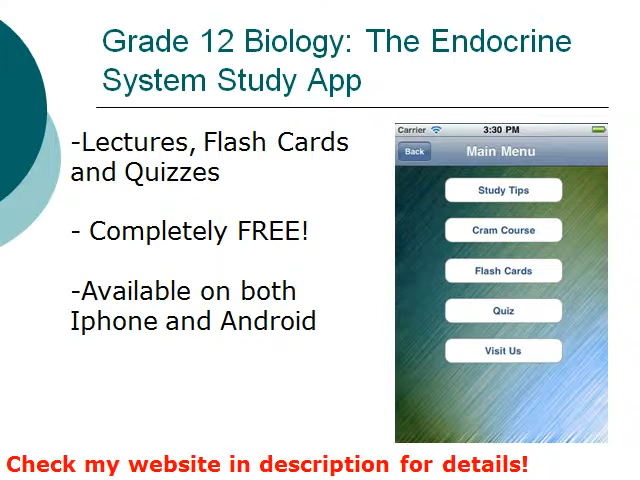 Grade 12 Biology: The Endocrine
System Study App
-Lectures, Flash Cards
and Quizzes
- Completely FREE!
-Available on both
Iphone and Android
Carrier 3:30 PM
Back Main Menu
Study Tips
Cram Course
Flash Cards
Quiz
Visit Us
Check my website in description for details!